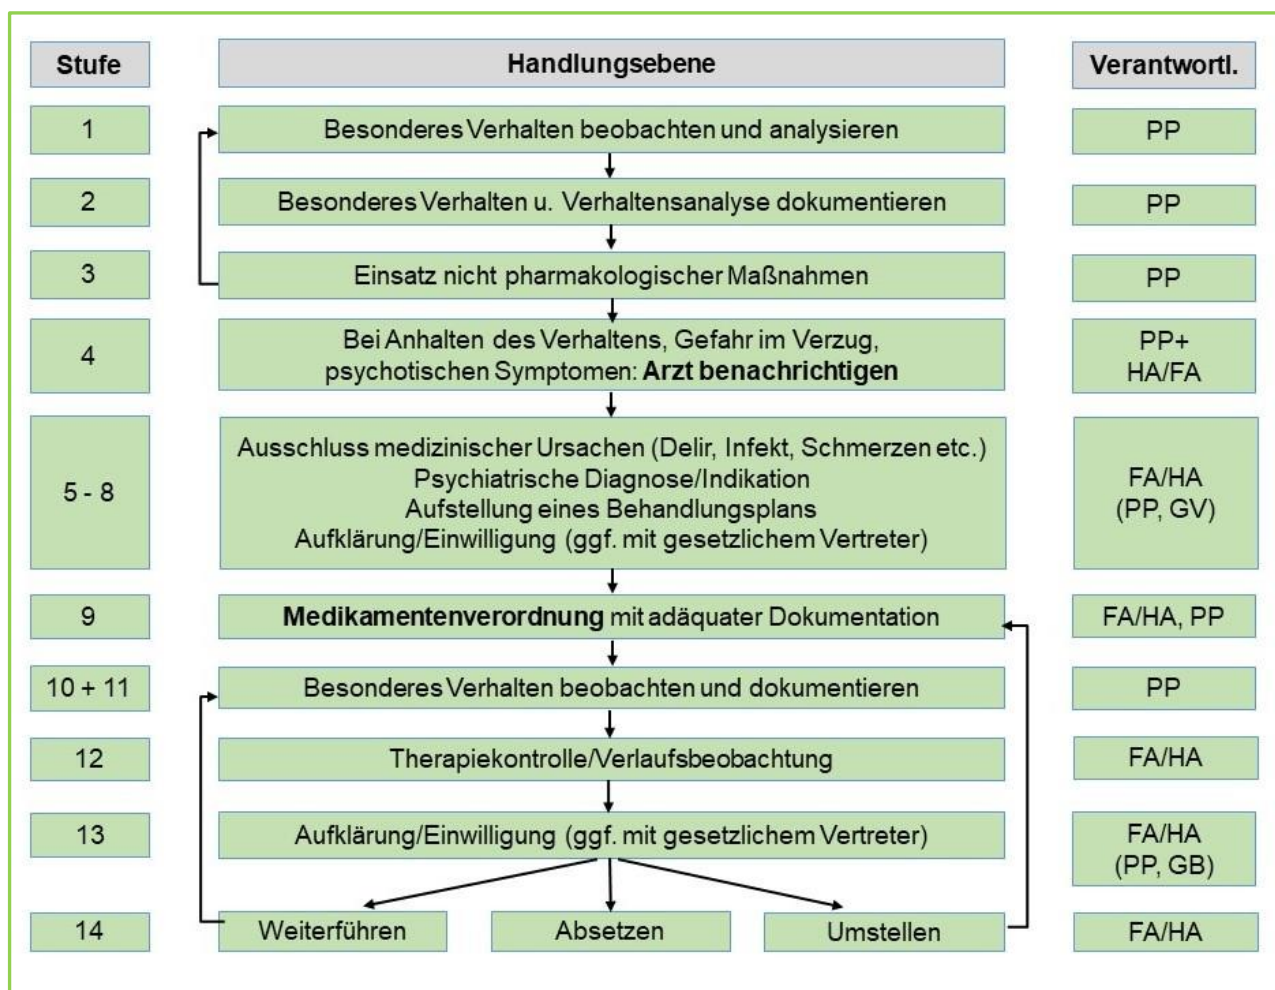 Stufe Handlungsebene Verantwortl.
1 Besonderes Verhalten beobachten und analysieren PP
2 Besonderes Verhalten u. Verhaltensanalyse dokumentieren PP
3 Einsatz nicht pharmakologischer Maßnahmen PP
4
Bei Anhalten des Verhaltens, Gefahr im Verzug,
psychotischen Symptomen: Arzt benachrichtigen
PP+
HA/FA
5 - 8
Ausschluss medizinischer Ursachen (Delir, Infekt, Schmerzen etc.)
Psychiatrische Diagnose/Indikation
Aufstellung eines Behandlungsplans
Aufklärung/Einwilligung (ggf. mit gesetzlichem Vertreter)
FA/HA
(PP, GV)
9 Medikamentenverordnung mit adäquater Dokumentation FA/HA, PP
10 + 11 Besonderes Verhalten beobachten und dokumentieren PP
12 Therapiekontrolle/Verlaufsbeobachtung FA/HA
13 Aufklärung/Einwilligung (ggf. mit gesetzlichem Vertreter)
FA/HA
(PP, GB)
14 Weiterführen Absetzen Umstellen FA/HA